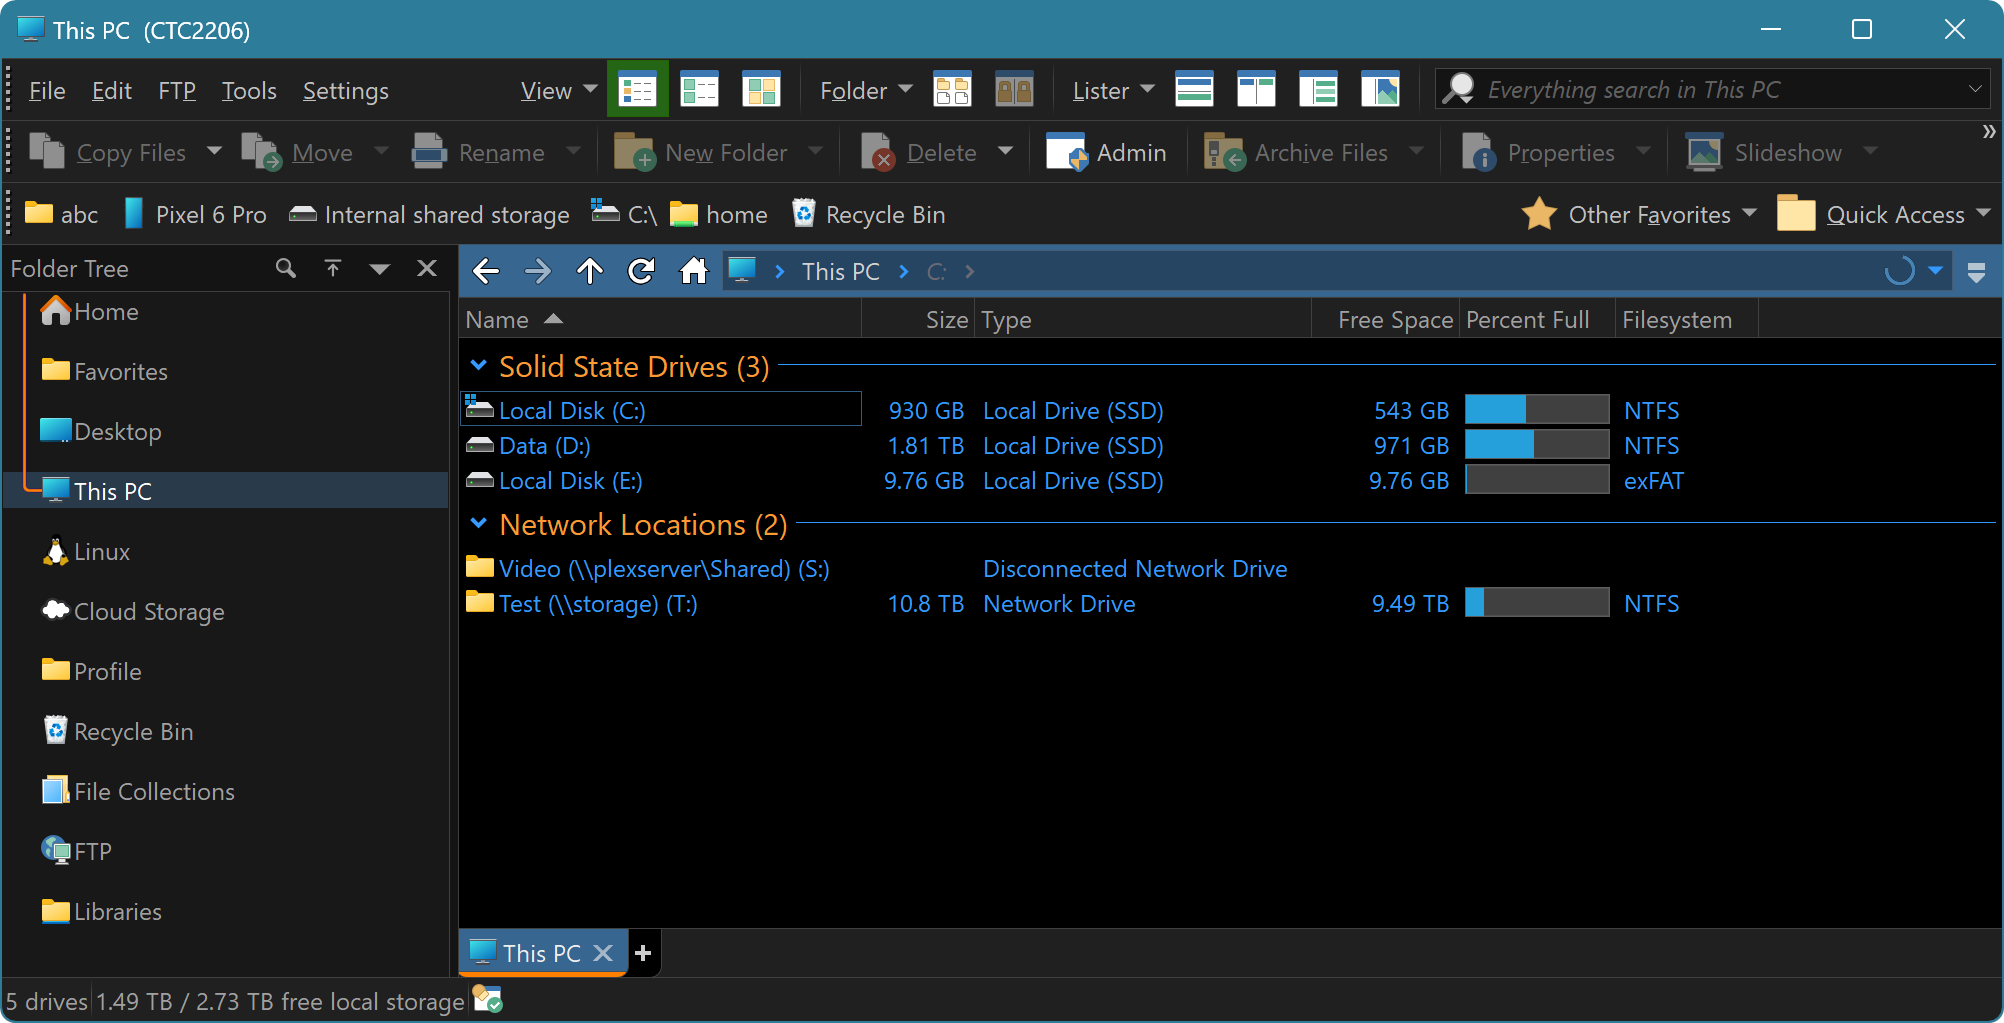 This PC (CTC2206)
File Edit FTP Tools Settings View Folder Lister Everything search in This PC
Copy Files Move Rename New Folder Delete Admin Archive Files Properties Slideshow »
abc Pixel 6 Pro Internal shared storage C:\ home Recycle Bin Other Favorites Quick Access
Folder Tree
This PC C:
Home
Favorites
Desktop
This PC
Linux
Cloud Storage
Profile
Recycle Bin
File Collections
FTP
Libraries
Name Size Type Free Space Percent Full Filesystem
Solid State Drives (3)
Local Disk (C:) 930 GB Local Drive (SSD) 543 GB NTFS
Data (D:) 1.81 TB Local Drive (SSD) 971 GB NTFS
Local Disk (E:) 9.76 GB Local Drive (SSD) 9.76 GB exFAT
Network Locations (2)
Video (\\plexserver\Shared) (S:) Disconnected Network Drive
Test (\\storage) (T:) 10.8 TB Network Drive 9.49 TB NTFS
This PC
5 drives 1.49 TB / 2.73 TB free local storage